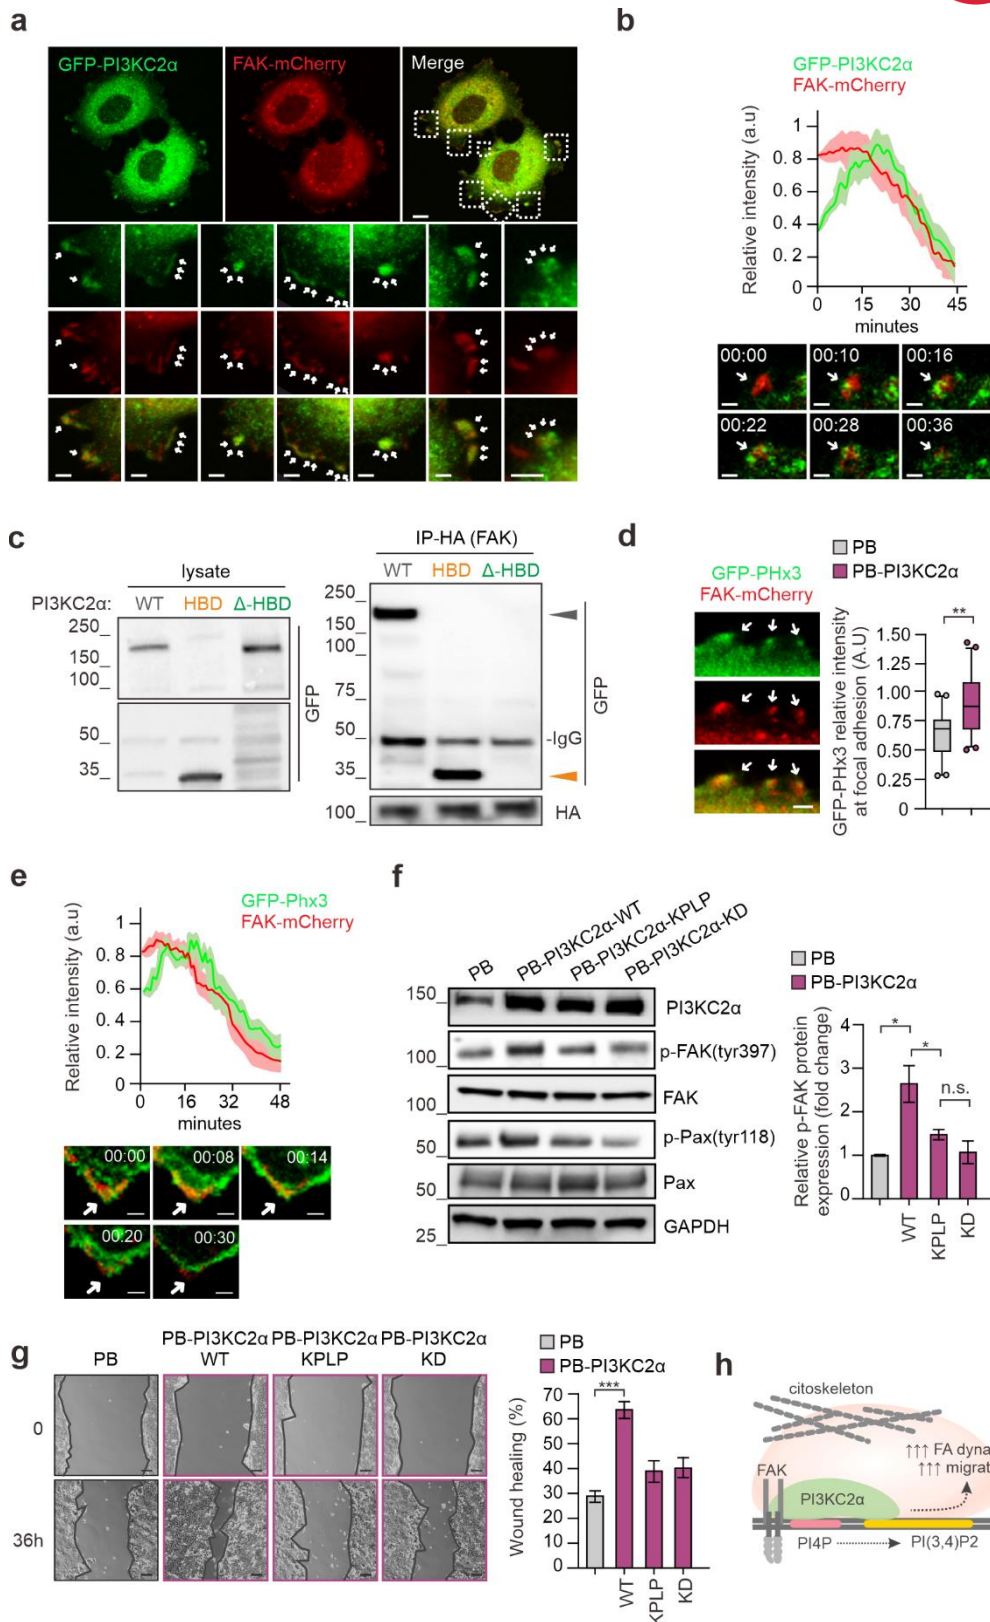 a
GFP-PI3KC2α
FAK-mCherry
Merge
b
GFP-PI3KC2α
FAK-mCherry
Relative intensity (a.u)
1
0.8
0.6
0.4
0.2
0
0 15 30 45
minutes
00:00 00:10 00:16
00:22 00:28 00:36
c
lysate
PI3KC2α: WT HBD Δ-HBD
250
150
100
50
35
GFP
IP-HA (FAK)
WT HBD Δ-HBD
250
150
100
75
50
35
100
-IgG
GFP
HA
d
GFP-PHx3
FAK-mCherry
PB
PB-PI3KC2α
GFP-PHx3 relative intensity
at focal adhesion (A.U)
**
1.50
1.25
1.00
0.75
0.50
0.25
0
e
GFP-Phx3
FAK-mCherry
Relative intensity (a.u)
1
0.8
0.6
0.4
0.2
0
0 16 32 48
minutes
00:00 00:08 00:14
00:20 00:30
f
PB
PB-PI3KC2α-WT
PB-PI3KC2α-KPLP
PB-PI3KC2α-KD
150 PI3KC2α
100 p-FAK(tyr397)
100 FAK
50 p-Pax(tyr118)
50 Pax
25 GAPDH
PB
PB-PI3KC2α
Relative p-FAK protein
expression (fold change)
4
3
2
1
0
*
*
n.s.
WT KPLP KD
g
PB
PB-PI3KC2α WT
PB-PI3KC2α KPLP
PB-PI3KC2α KD
0
36h
PB
PB-PI3KC2α
Wound healing (%)
70
60
50
40
30
20
10
0
***
WT KPLP KD
h
citoskeleton
↑↑↑ FA dyna
↑↑↑ migrat
FAK
PI3KC2α
PI4P
PI(3,4)P2